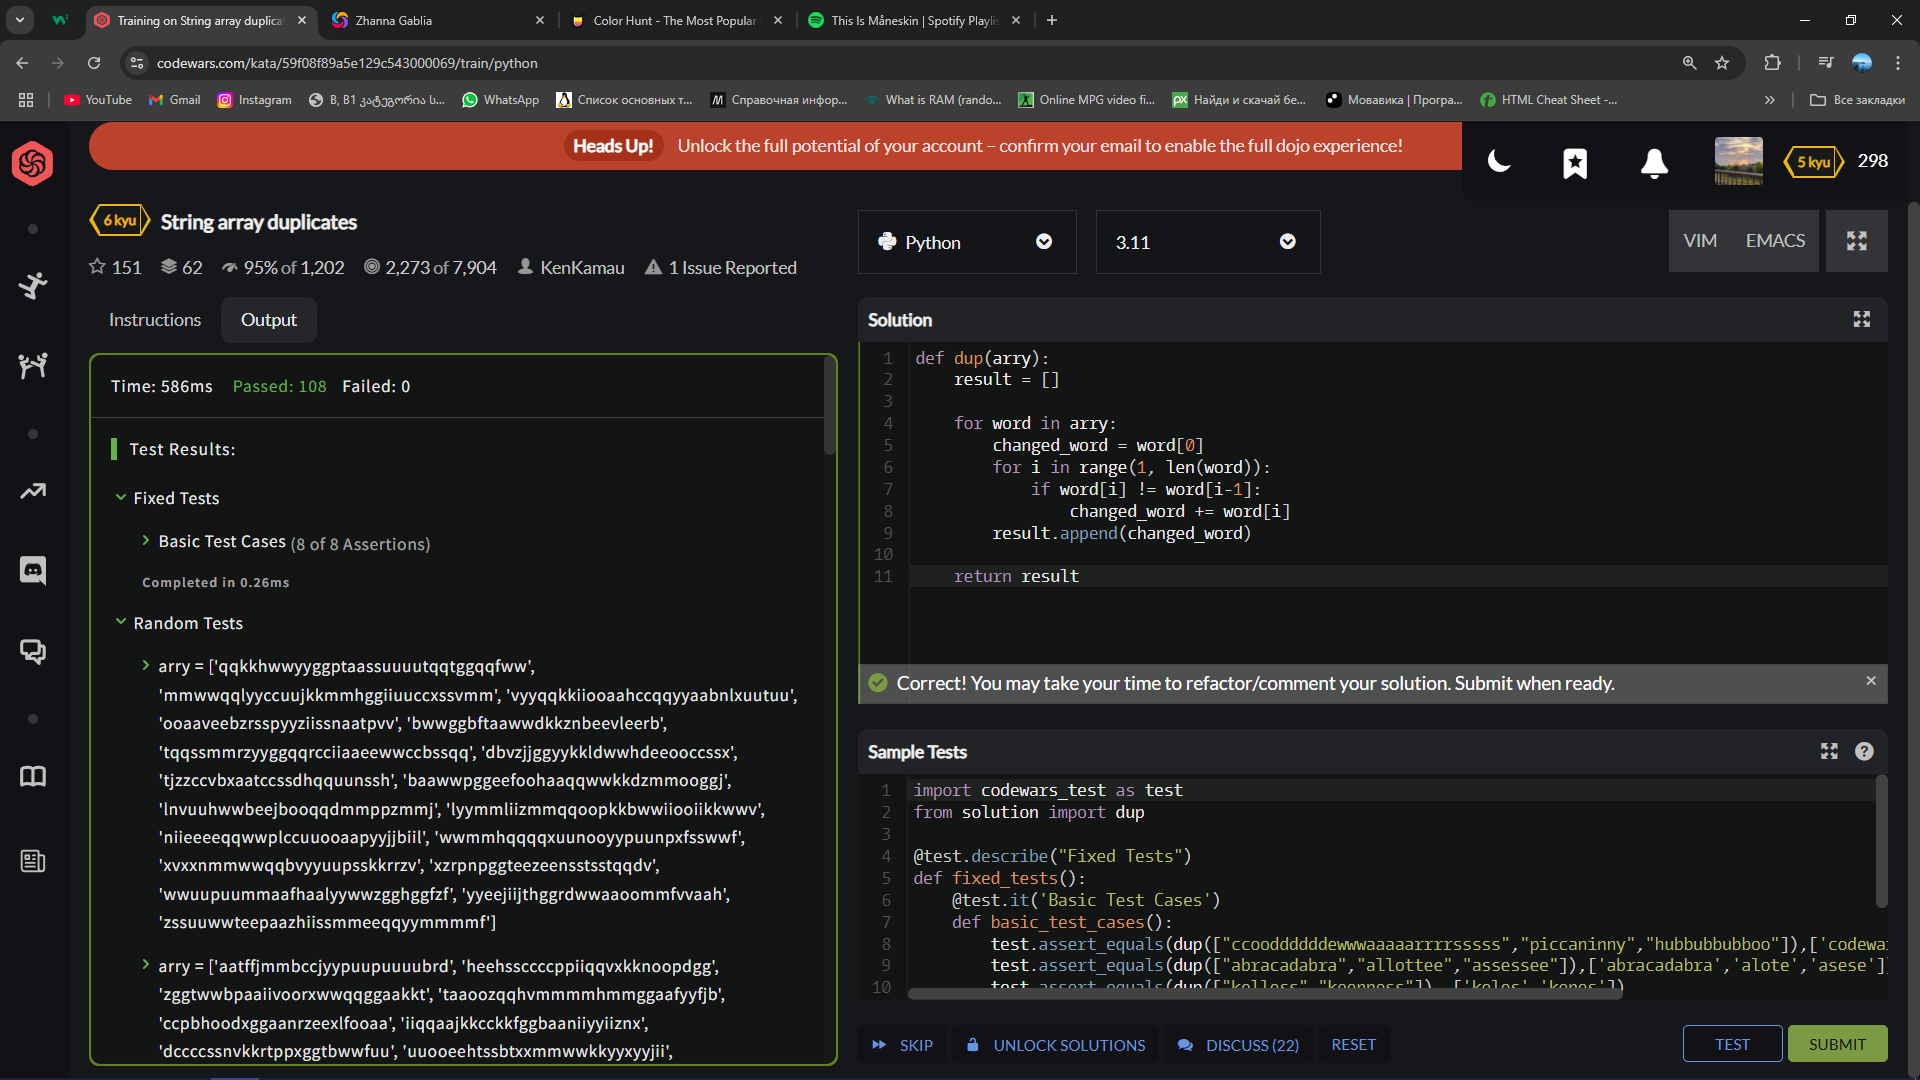 Training on String array duplica
Zhanna Gablia
Color Hunt - The Most Popular
This Is Måneskin | Spotify Playli
codewars.com/kata/59f08f89a5e129c543000069/train/python
YouTube
Gmail
Instagram
B, B1 კატეგორია ს...
WhatsApp
Список основных т...
Справочная инфор...
What is RAM (rando...
Online MPG video fi...
Найди и скачай бе...
Мовавика | Програ...
HTML Cheat Sheet -...
Все закладки
Heads Up! Unlock the full potential of your account – confirm your email to enable the full dojo experience!
5 kyu 298
6 kyu String array duplicates
151 62 95% of 1,202 2,273 of 7,904 KenKamau 1 Issue Reported
Instructions Output
Time: 586ms Passed: 108 Failed: 0
Test Results:
Fixed Tests
Basic Test Cases (8 of 8 Assertions)
Completed in 0.26ms
Random Tests
arry = ['qqkkhwwyyggptaassuuuutqqtggqqfww',
'mmwwqqlyyccuujkkmmhggiiuuccxssvmm', 'vyyqqkkiiooaahccqqyyaabnlxuutuu',
'ooaaveebzrsspyyziissnaatpvv', 'bwwggbftaawwdkkznbeevleerb',
'tqqssmmrzyyggqqrcciiaaeewwccbssqq', 'dbvzjjggyykkldwwhdeeooccssx',
'tjzzccvbxaatccssdhqquunssh', 'baawwpggeefoohaaqqwwkkdzmmooggj',
'lnvuuhwwbeejbooqqdmmppzmmj', 'lyymmliizmmqqoopkkbwwiiooiikkwwv',
'niieeeeqqwwplccuuooaapyyjjbiil', 'wwmmhqqqqxuunooyypuunpxfsswwf',
'xvxxnmmwwqqbvyyuupsskkrrzv', 'xzrpnpggteezeensstsstqqdv',
'wwuupuummaafhaalyywwzgghggfzf', 'yyeejiijthggrdwwaaoommfvvaah',
'zssuuwwteepaazhiissmmeeqqyymmmmf']
arry = ['aatffjmmbccjyypuupuuuubrd', 'heehssccccppiiqqvxkknoopdgg',
'zggtwwbpaaiivoorxwwqqggaakkt', 'taaoozqqhvmmmmhmmggaafyyfjb',
'ccpbhoodxggaanrzeexlfooaa', 'iiqqaajkkcckkfggbaaniiyyiiznx',
'dccccssnvkkrtppxggtbwwfuu', 'uuooeehtssbtxxmmwwkkyyxyyjii',
Python
3.11
VIM EMACS
Solution
1 def dup(arry):
2 result = []
3
4 for word in arry:
5 changed_word = word[0]
6 for i in range(1, len(word)):
7 if word[i] != word[i-1]:
8 changed_word += word[i]
9 result.append(changed_word)
10
11 return result
Correct! You may take your time to refactor/comment your solution. Submit when ready.
Sample Tests
1 import codewars_test as test
2 from solution import dup
3
4 @test.describe("Fixed Tests")
5 def fixed_tests():
6 @test.it('Basic Test Cases')
7 def basic_test_cases():
8 test.assert_equals(dup(["ccooddddddewwwaaaaarrrrsssss","piccaninny","hubbubbubboo"]),['codewa
9 test.assert_equals(dup(["abracadabra","allottee","assessee"]),['abracadabra','alote','asese']
10 test.assert_equals(dup(["kelless","keenness"]), ['keles','kenes'])
SKIP UNLOCK SOLUTIONS DISCUSS (22) RESET TEST SUBMIT